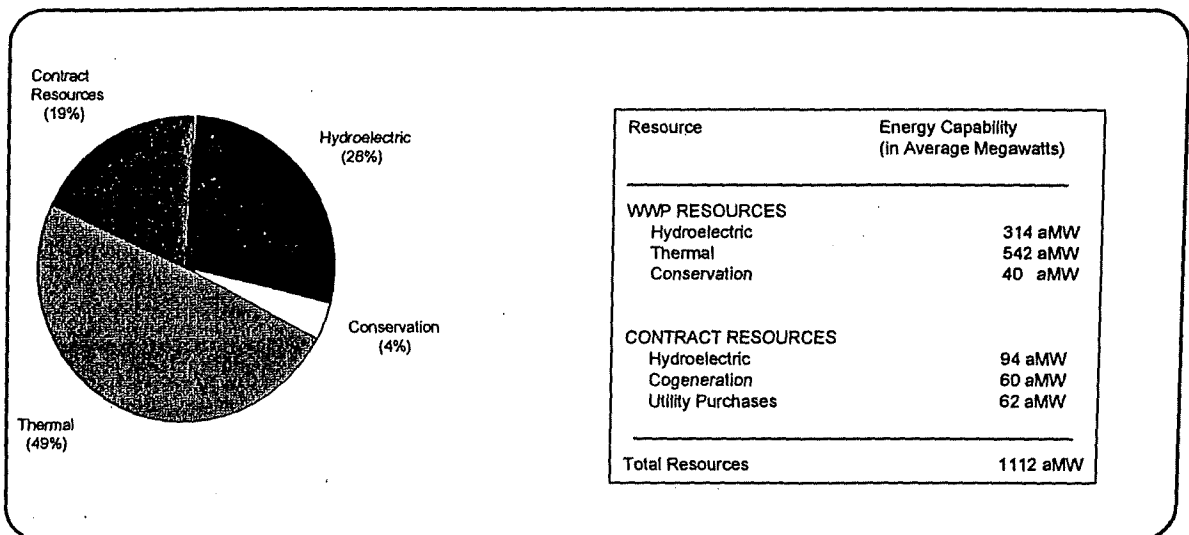 Contract
Resources
(19%)
Hydroelectric
(28%)
Conservation
(4%)
Thermal
(49%)
Resource Energy Capability
(in Average Megawatts)
WWP RESOURCES
Hydroelectric 314 aMW
Thermal 542 aMW
Conservation 40 aMW
CONTRACT RESOURCES
Hydroelectric 94 aMW
Cogeneration 60 aMW
Utility Purchases 62 aMW
Total Resources 1112 aMW